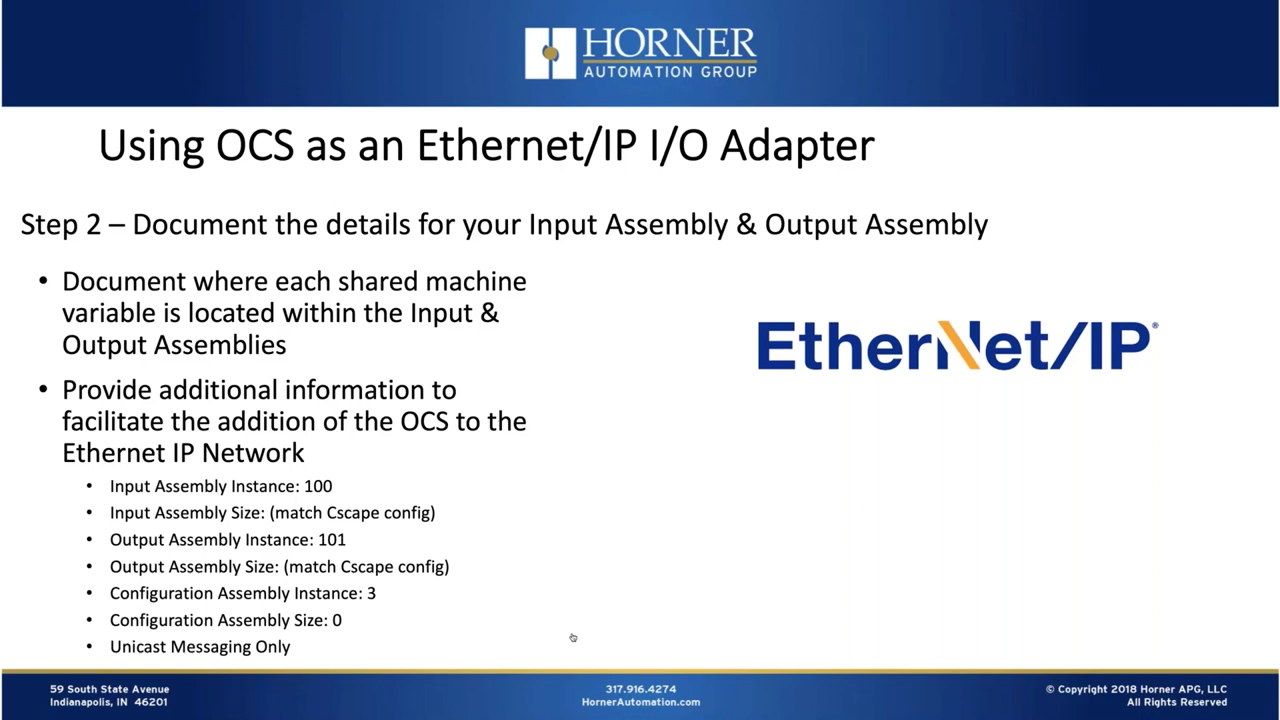 HORNER
AUTOMATION GROUP
Using OCS as an Ethernet/IP I/O Adapter
Step 2 – Document the details for your Input Assembly & Output Assembly
• Document where each shared machine
variable is located within the Input &
Output Assemblies
• Provide additional information to
facilitate the addition of the OCS to the
Ethernet IP Network
• Input Assembly Instance: 100
• Input Assembly Size: (match Cscape config)
• Output Assembly Instance: 101
• Output Assembly Size: (match Cscape config)
• Configuration Assembly Instance: 3
• Configuration Assembly Size: 0
• Unicast Messaging Only
EtherNet/IP®
59 South State Avenue
Indianapolis, IN 46201
317.916.4274
HornerAutomation.com
© Copyright 2018 Horner APG, LLC
All Rights Reserved